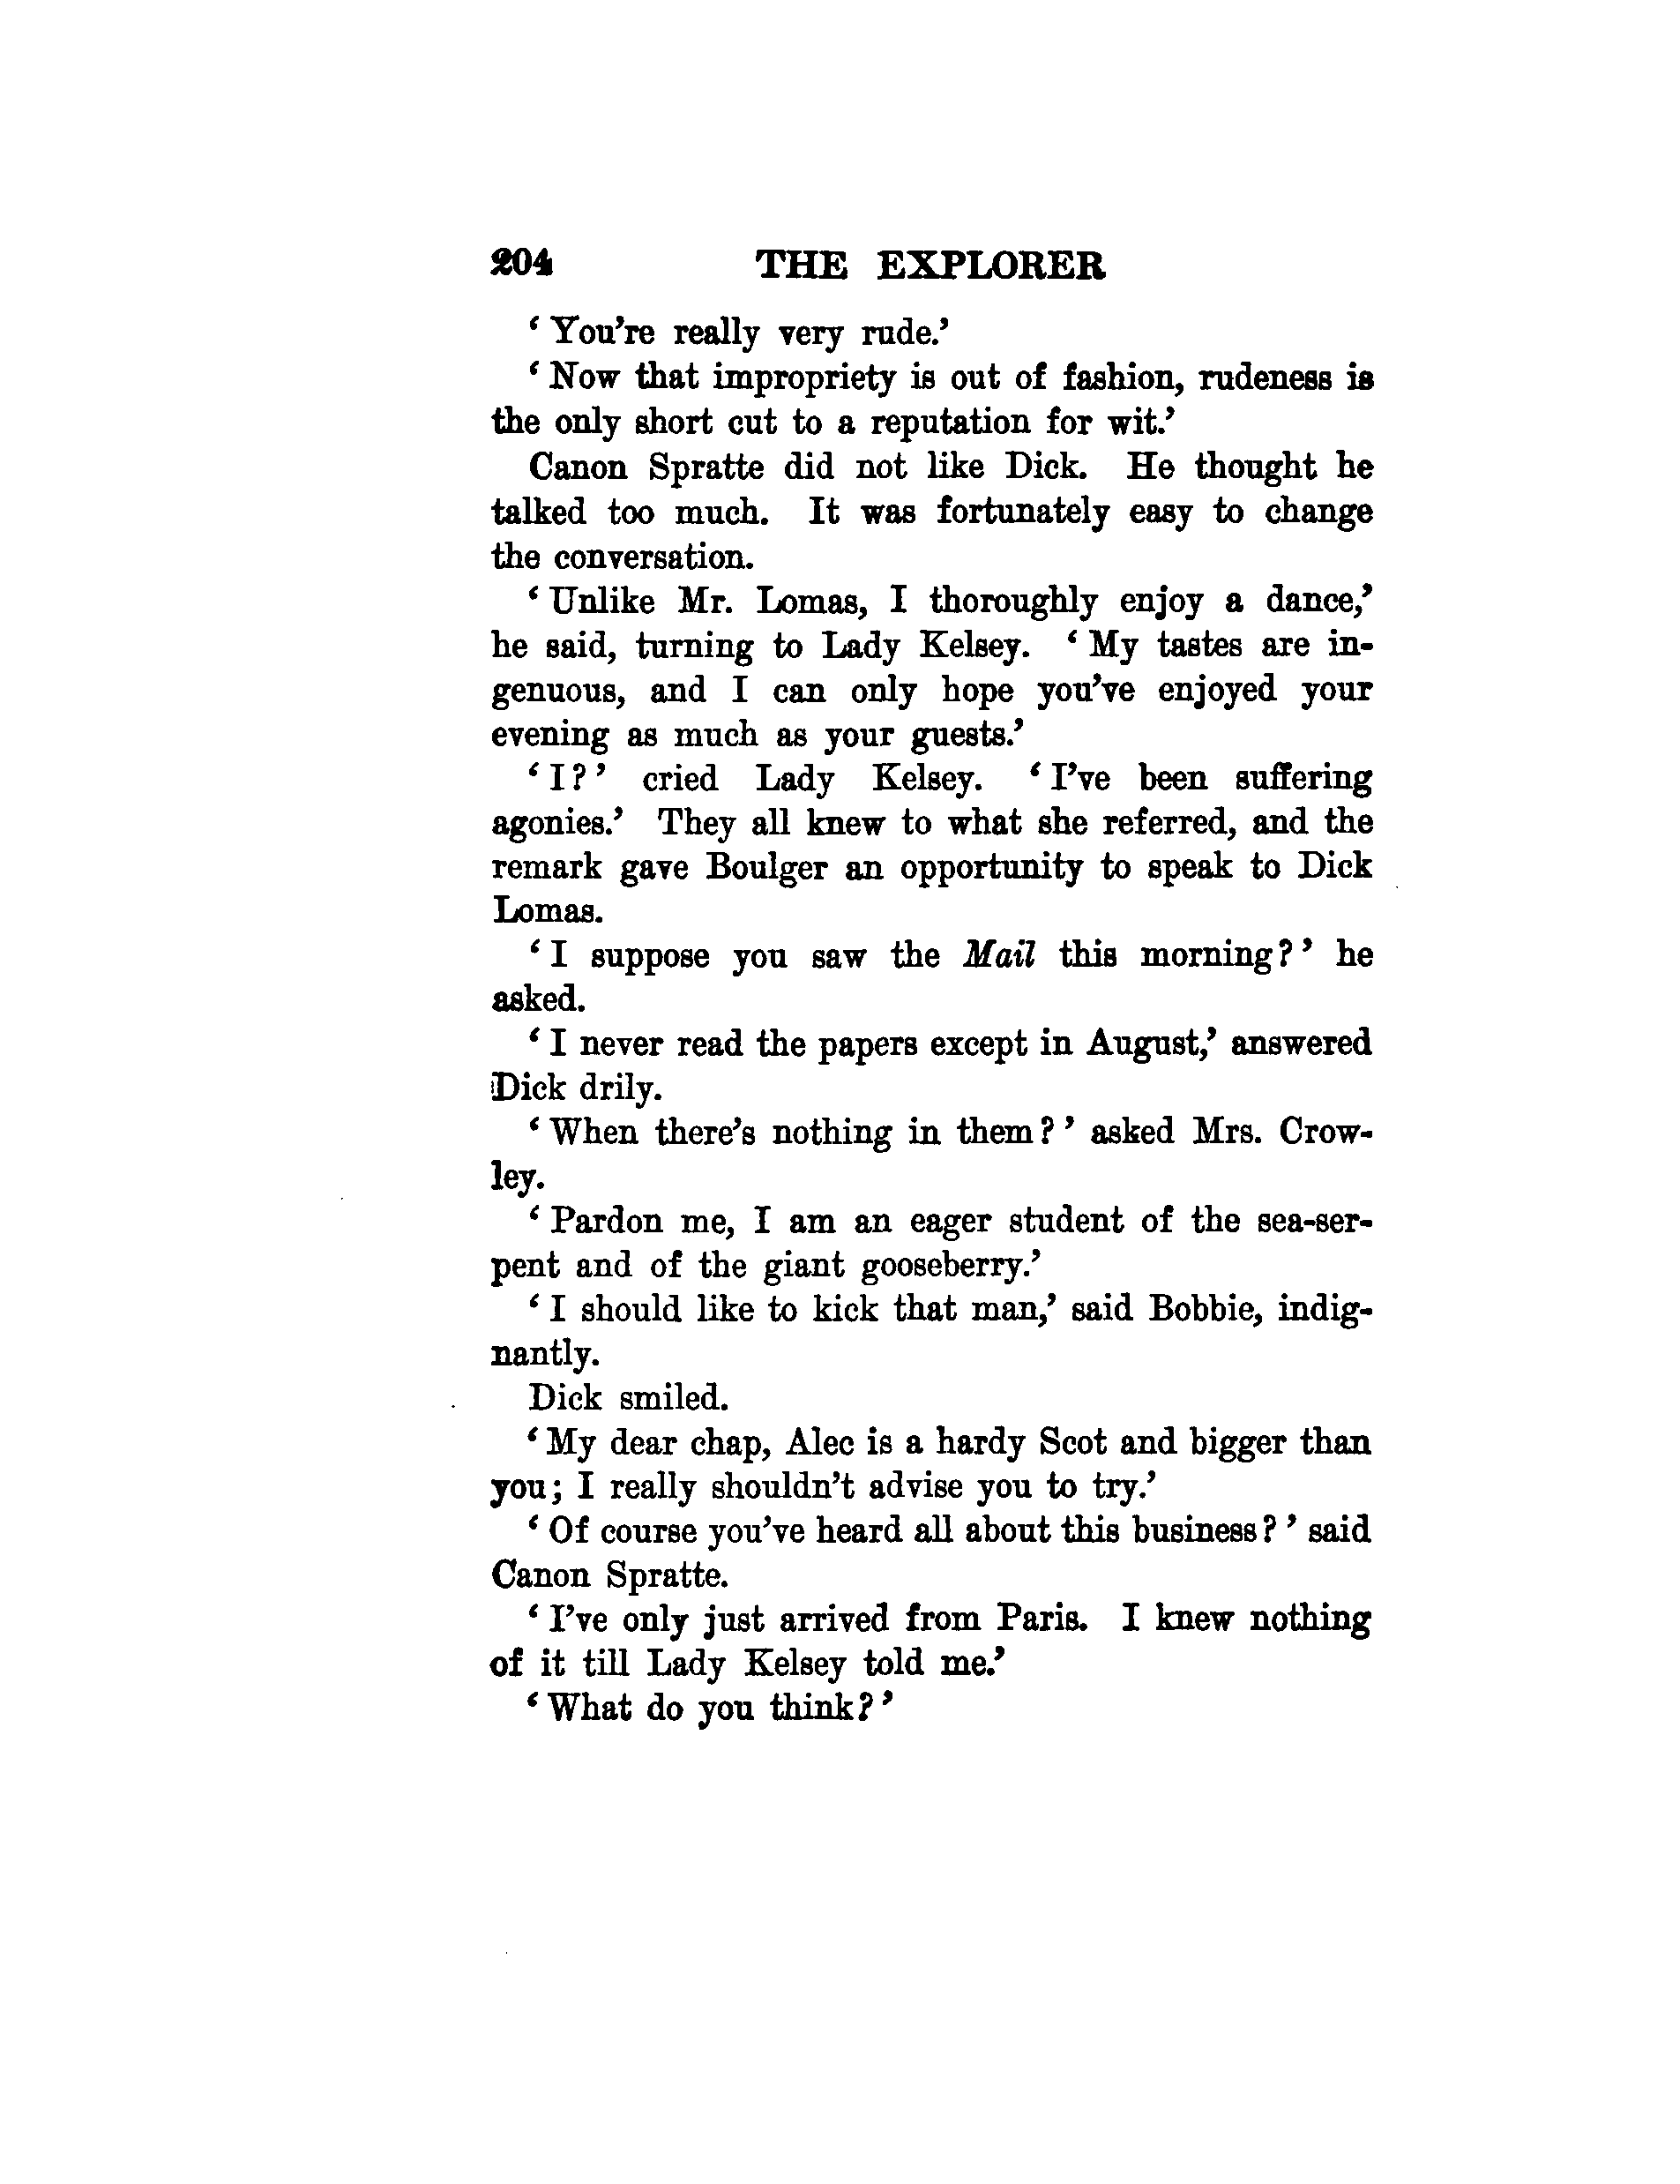 204 THE EXPLORER
‘You’re really very rude.’
‘Now that impropriety is out of fashion, rudeness is
the only short cut to a reputation for wit.’
Canon Spratte did not like Dick. He thought he
talked too much. It was fortunately easy to change
the conversation.
‘Unlike Mr. Lomas, I thoroughly enjoy a dance,’
he said, turning to Lady Kelsey. ‘My tastes are in-
genuous, and I can only hope you’ve enjoyed your
evening as much as your guests.’
‘I?’ cried Lady Kelsey. ‘I’ve been suffering
agonies.’ They all knew to what she referred, and the
remark gave Boulger an opportunity to speak to Dick
Lomas.
‘I suppose you saw the Mail this morning?’ he
asked.
‘I never read the papers except in August,’ answered
Dick drily.
‘When there’s nothing in them?’ asked Mrs. Crow-
ley.
‘Pardon me, I am an eager student of the sea-ser-
pent and of the giant gooseberry.’
‘I should like to kick that man,’ said Bobbie, indig-
nantly.
Dick smiled.
‘My dear chap, Alec is a hardy Scot and bigger than
you; I really shouldn’t advise you to try.’
‘Of course you’ve heard all about this business?’ said
Canon Spratte.
‘I’ve only just arrived from Paris. I knew nothing
of it till Lady Kelsey told me.’
‘What do you think?’